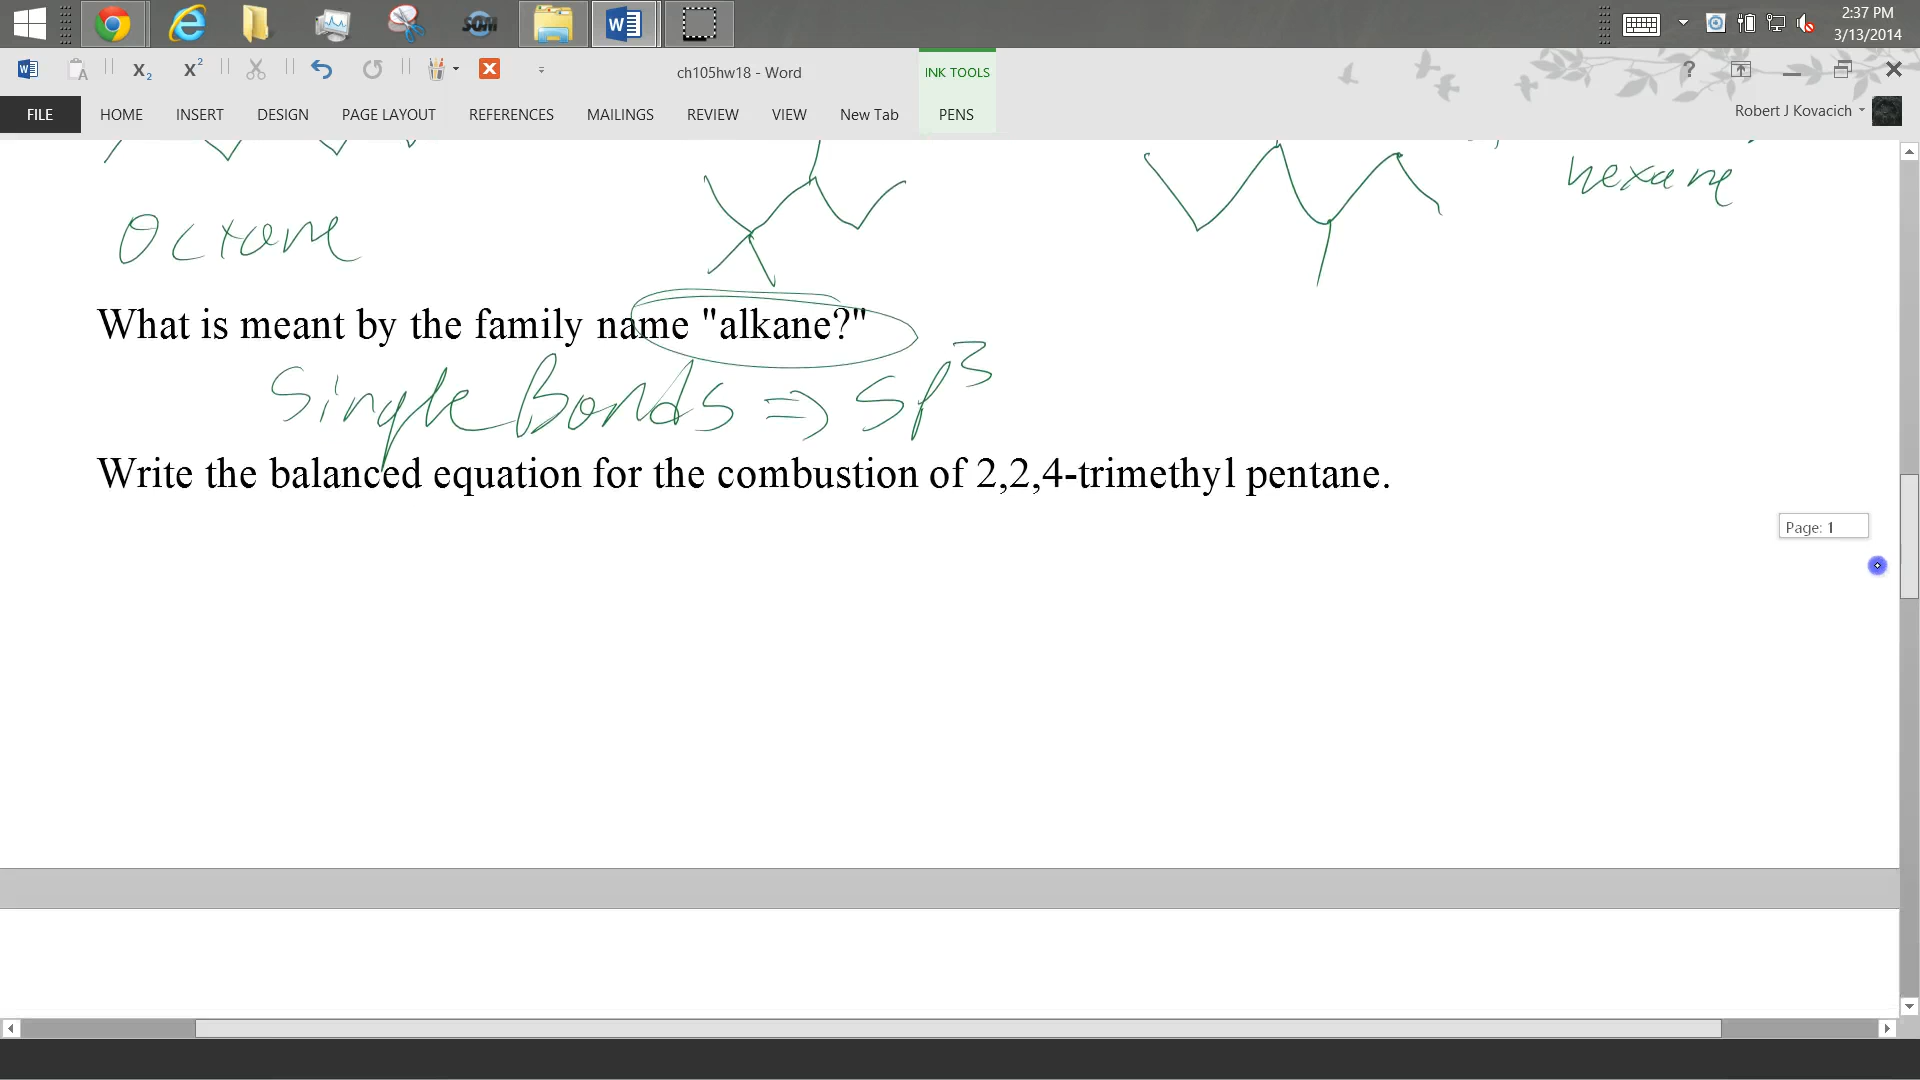 2:37 PM
3/13/2014
SOM
ch105hw18 - Word
INK TOOLS
FILE
HOME
INSERT
DESIGN
PAGE LAYOUT
REFERENCES
MAILINGS
REVIEW
VIEW
New Tab
PENS
Robert J Kovacich
hexane
Octane
What is meant by the family name "alkane?"
Single Bonds => sp³
Write the balanced equation for the combustion of 2,2,4-trimethyl pentane.
Page: 1